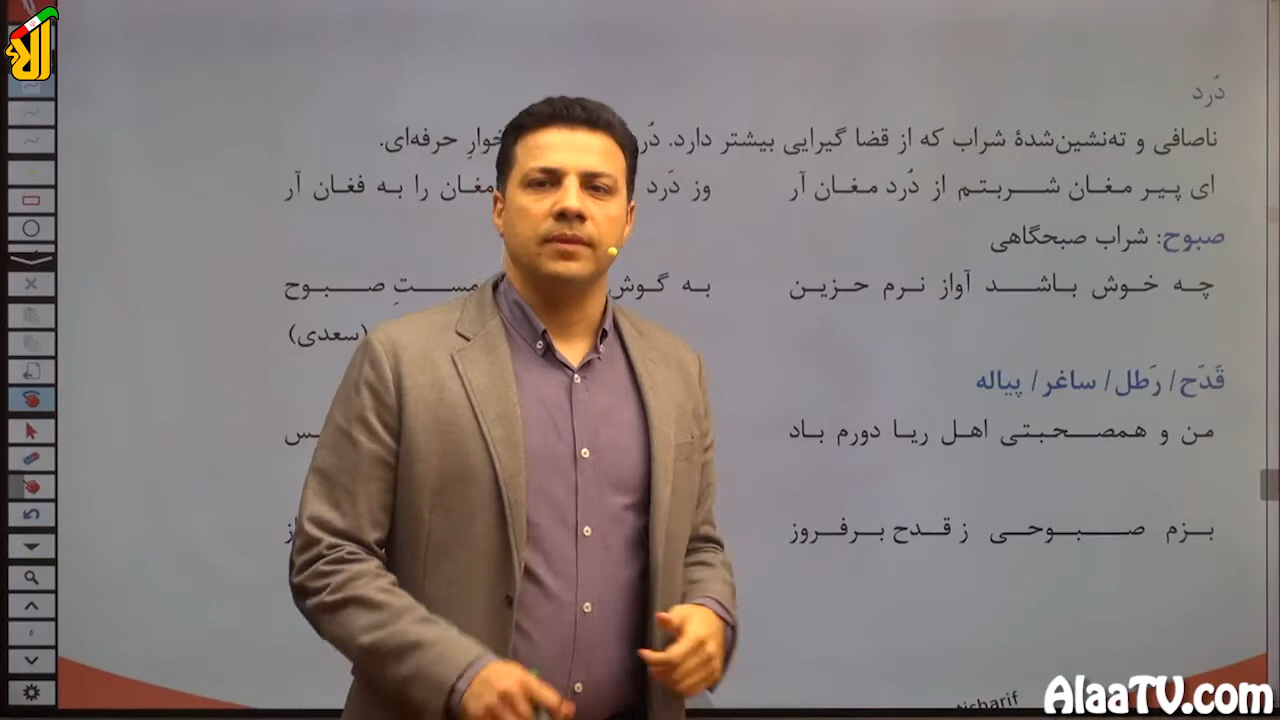 دُرد
ناصافی و ته‌نشین‌شدهٔ شراب که از قضا گیرایی بیشتر دارد. خوارِ حرفه‌ای.
ای پیر مغان شربتم از دُرد مغان آر وز دَرد مغان را به فغان آر
صبوح: شراب صبحگاهی
چه خوش باشد آواز نرم حزین به گوش مستِ صبوح
(سعدی)
قَدَح / رَطل / ساغر / پیاله
من و همصحبتی اهل ریا دورم باد
بزم صبوحی ز قدح برفروز
الاء
AlaaTV.com